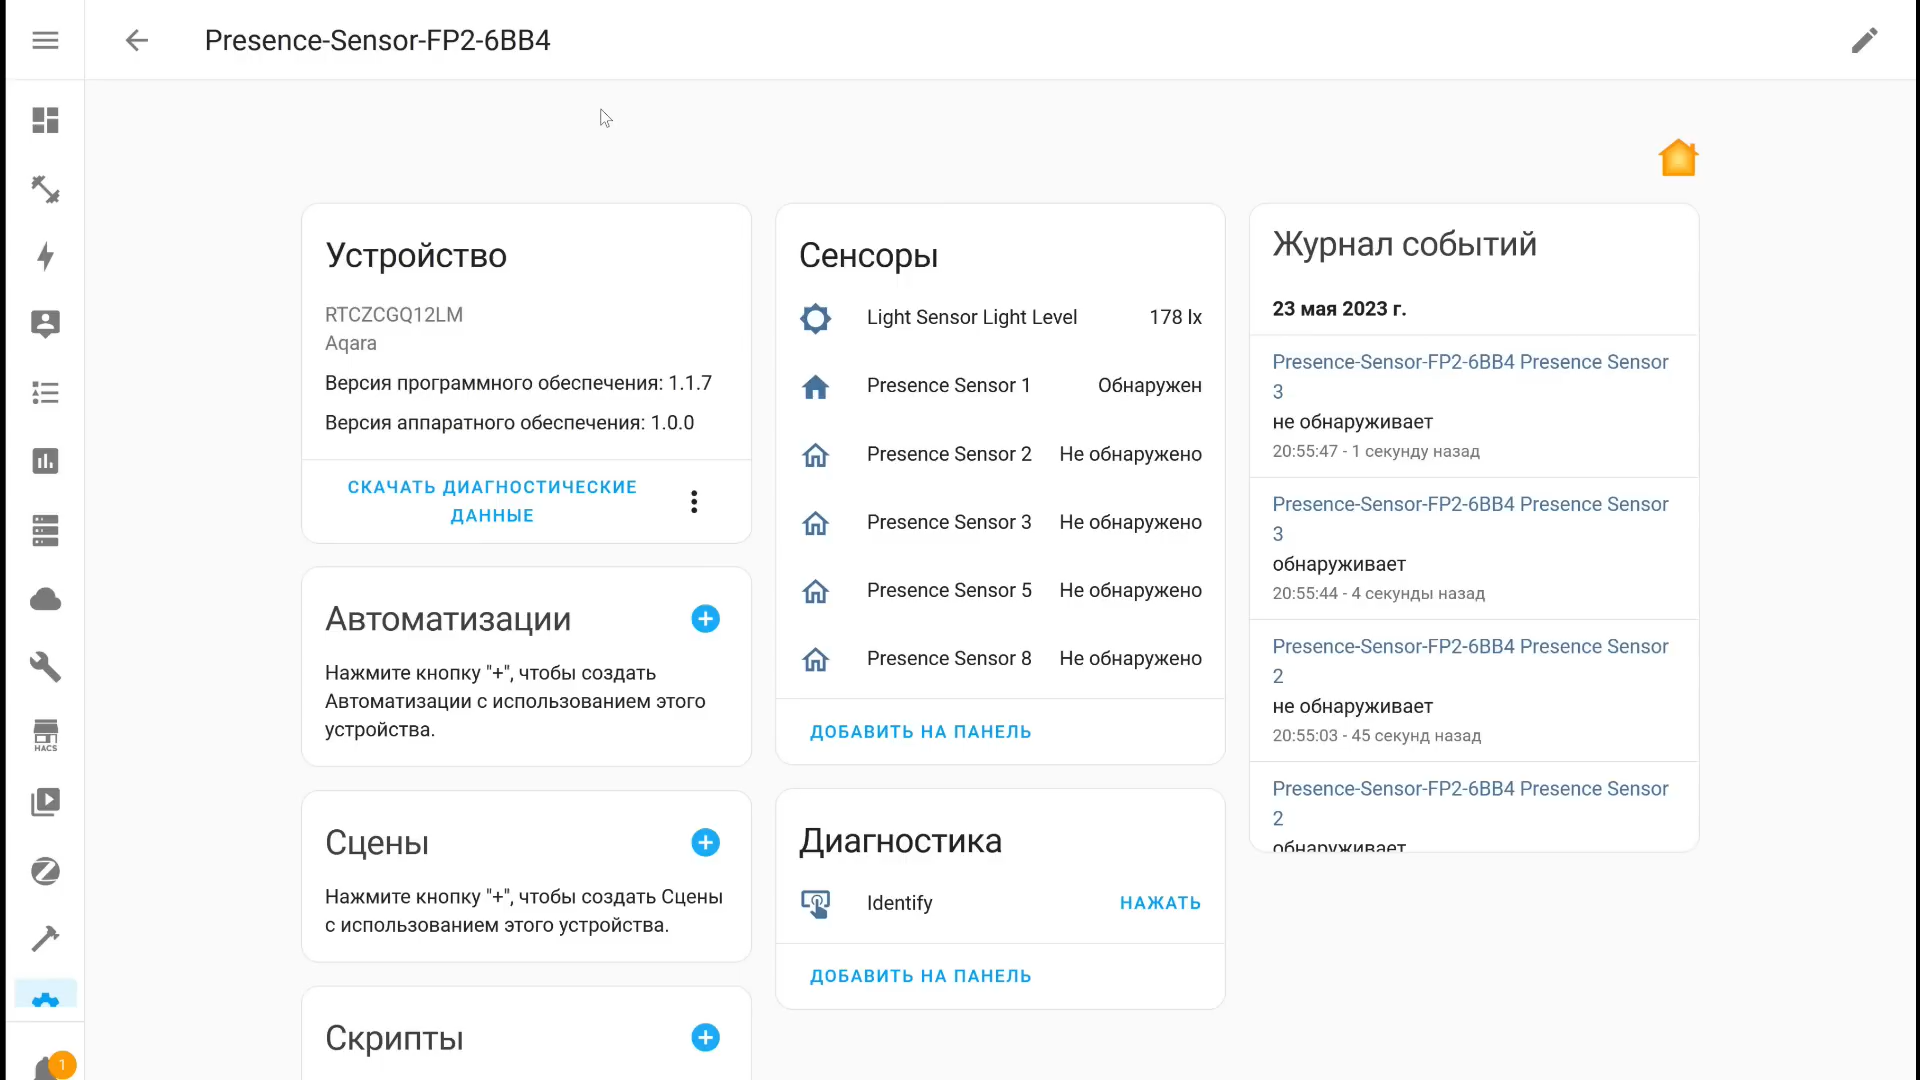 Presence-Sensor-FP2-6BB4
HACS
1
Устройство
RTCZCGQ12LM
Aqara
Версия программного обеспечения: 1.1.7
Версия аппаратного обеспечения: 1.0.0
СКАЧАТЬ ДИАГНОСТИЧЕСКИЕ
ДАННЫЕ
Автоматизации
Нажмите кнопку "+", чтобы создать
Автоматизации с использованием этого
устройства.
Сцены
Нажмите кнопку "+", чтобы создать Сцены
с использованием этого устройства.
Скрипты
Сенсоры
Light Sensor Light Level 178 lx
Presence Sensor 1 Обнаружен
Presence Sensor 2 Не обнаружено
Presence Sensor 3 Не обнаружено
Presence Sensor 5 Не обнаружено
Presence Sensor 8 Не обнаружено
ДОБАВИТЬ НА ПАНЕЛЬ
Диагностика
Identify НАЖАТЬ
ДОБАВИТЬ НА ПАНЕЛЬ
Журнал событий
23 мая 2023 г.
Presence-Sensor-FP2-6BB4 Presence Sensor
3
не обнаруживает
20:55:47 - 1 секунду назад
Presence-Sensor-FP2-6BB4 Presence Sensor
3
обнаруживает
20:55:44 - 4 секунды назад
Presence-Sensor-FP2-6BB4 Presence Sensor
2
не обнаруживает
20:55:03 - 45 секунд назад
Presence-Sensor-FP2-6BB4 Presence Sensor
2
обнаруживает